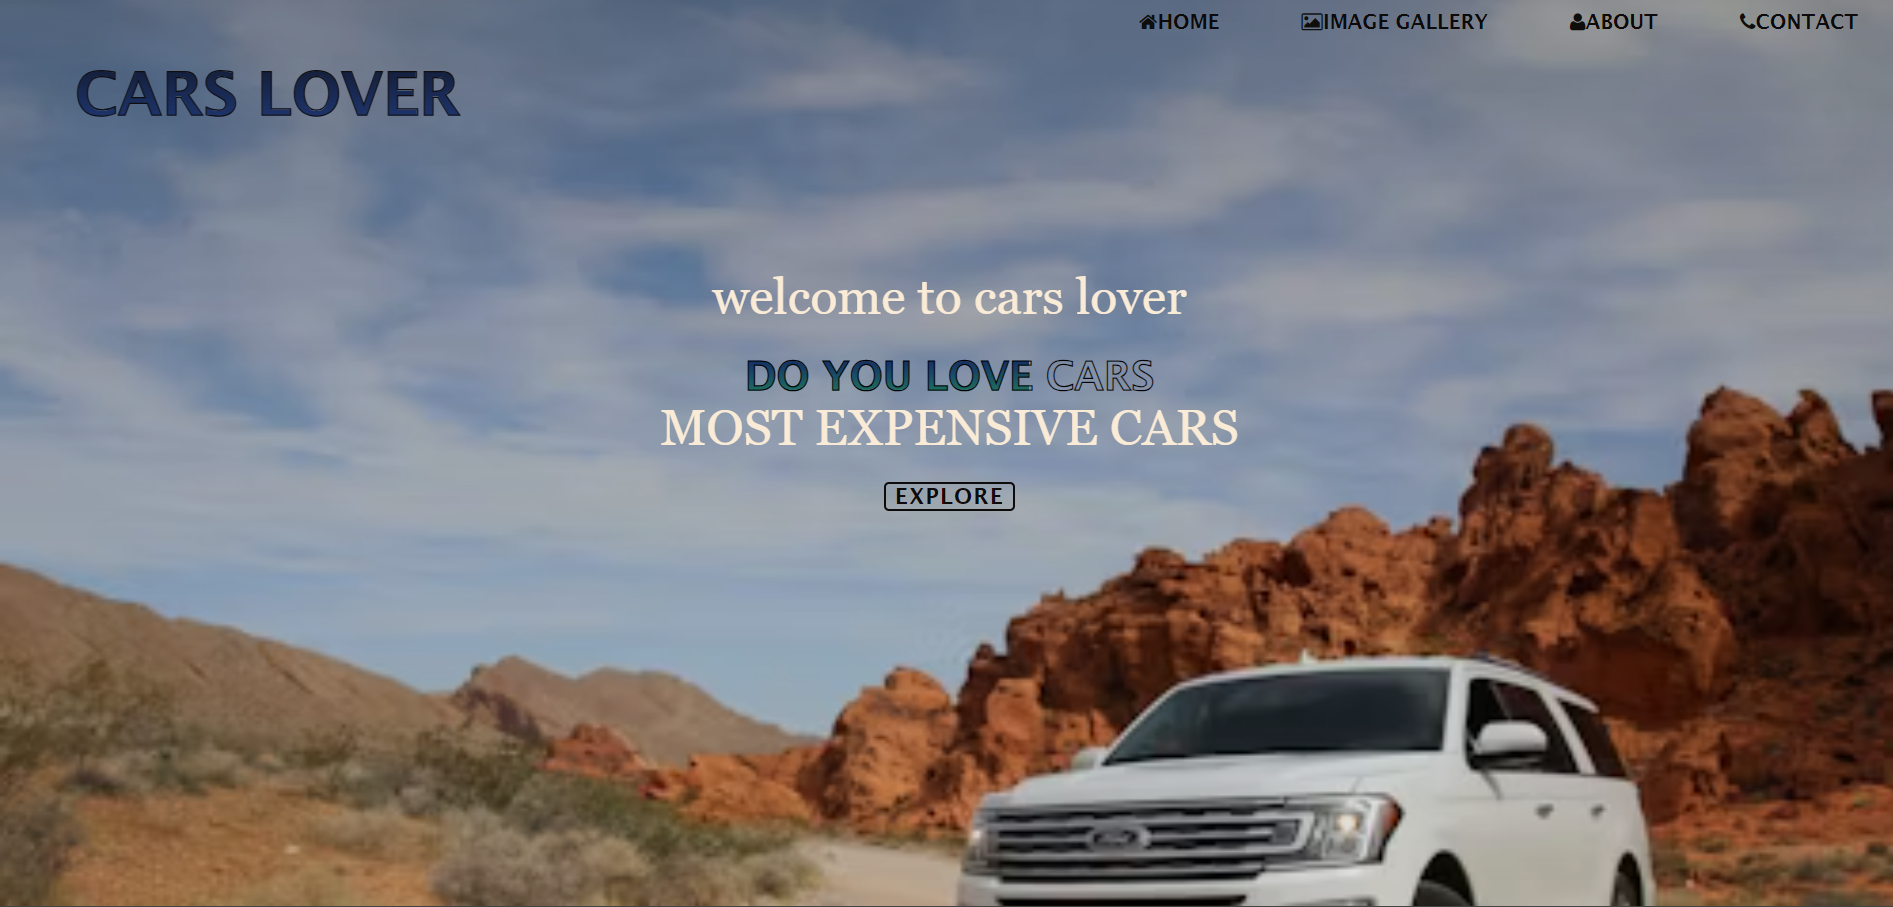 HOME IMAGE GALLERY ABOUT CONTACT
CARS LOVER
welcome to cars lover
DO YOU LOVE CARS
MOST EXPENSIVE CARS
EXPLORE
Ford